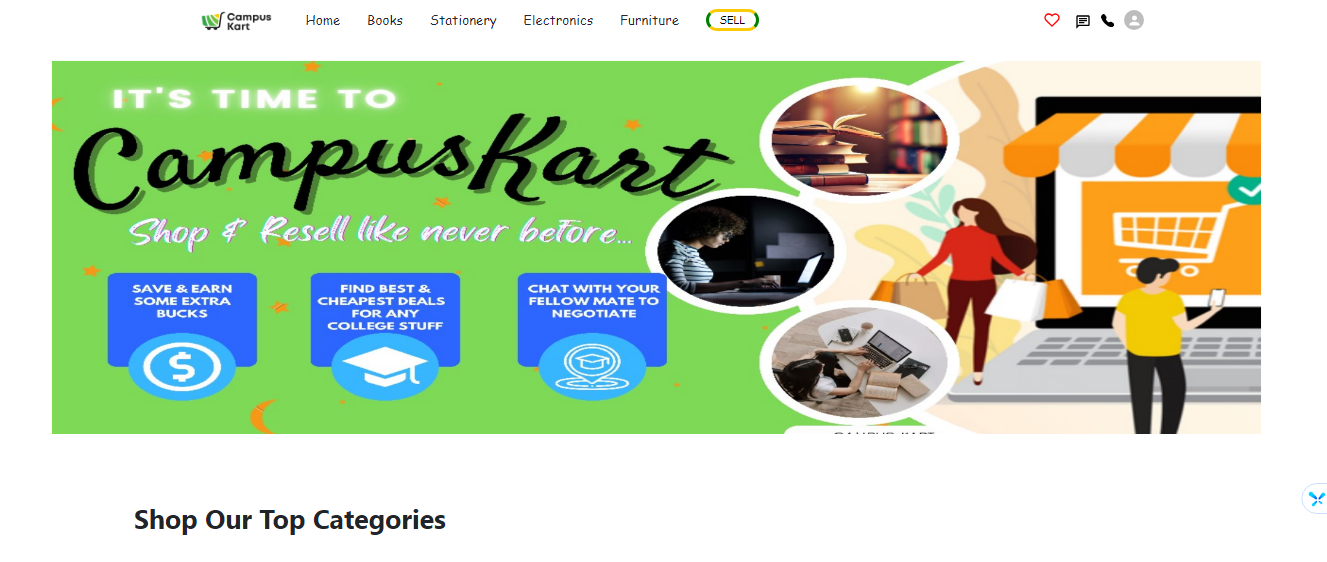 Campus
Kart
Home Books Stationery Electronics Furniture SELL
IT'S TIME TO
CampusKart
Shop & Resell like never before...
SAVE & EARN
SOME EXTRA
BUCKS
FIND BEST &
CHEAPEST DEALS
FOR ANY
COLLEGE STUFF
CHAT WITH YOUR
FELLOW MATE TO
NEGOTIATE
Shop Our Top Categories